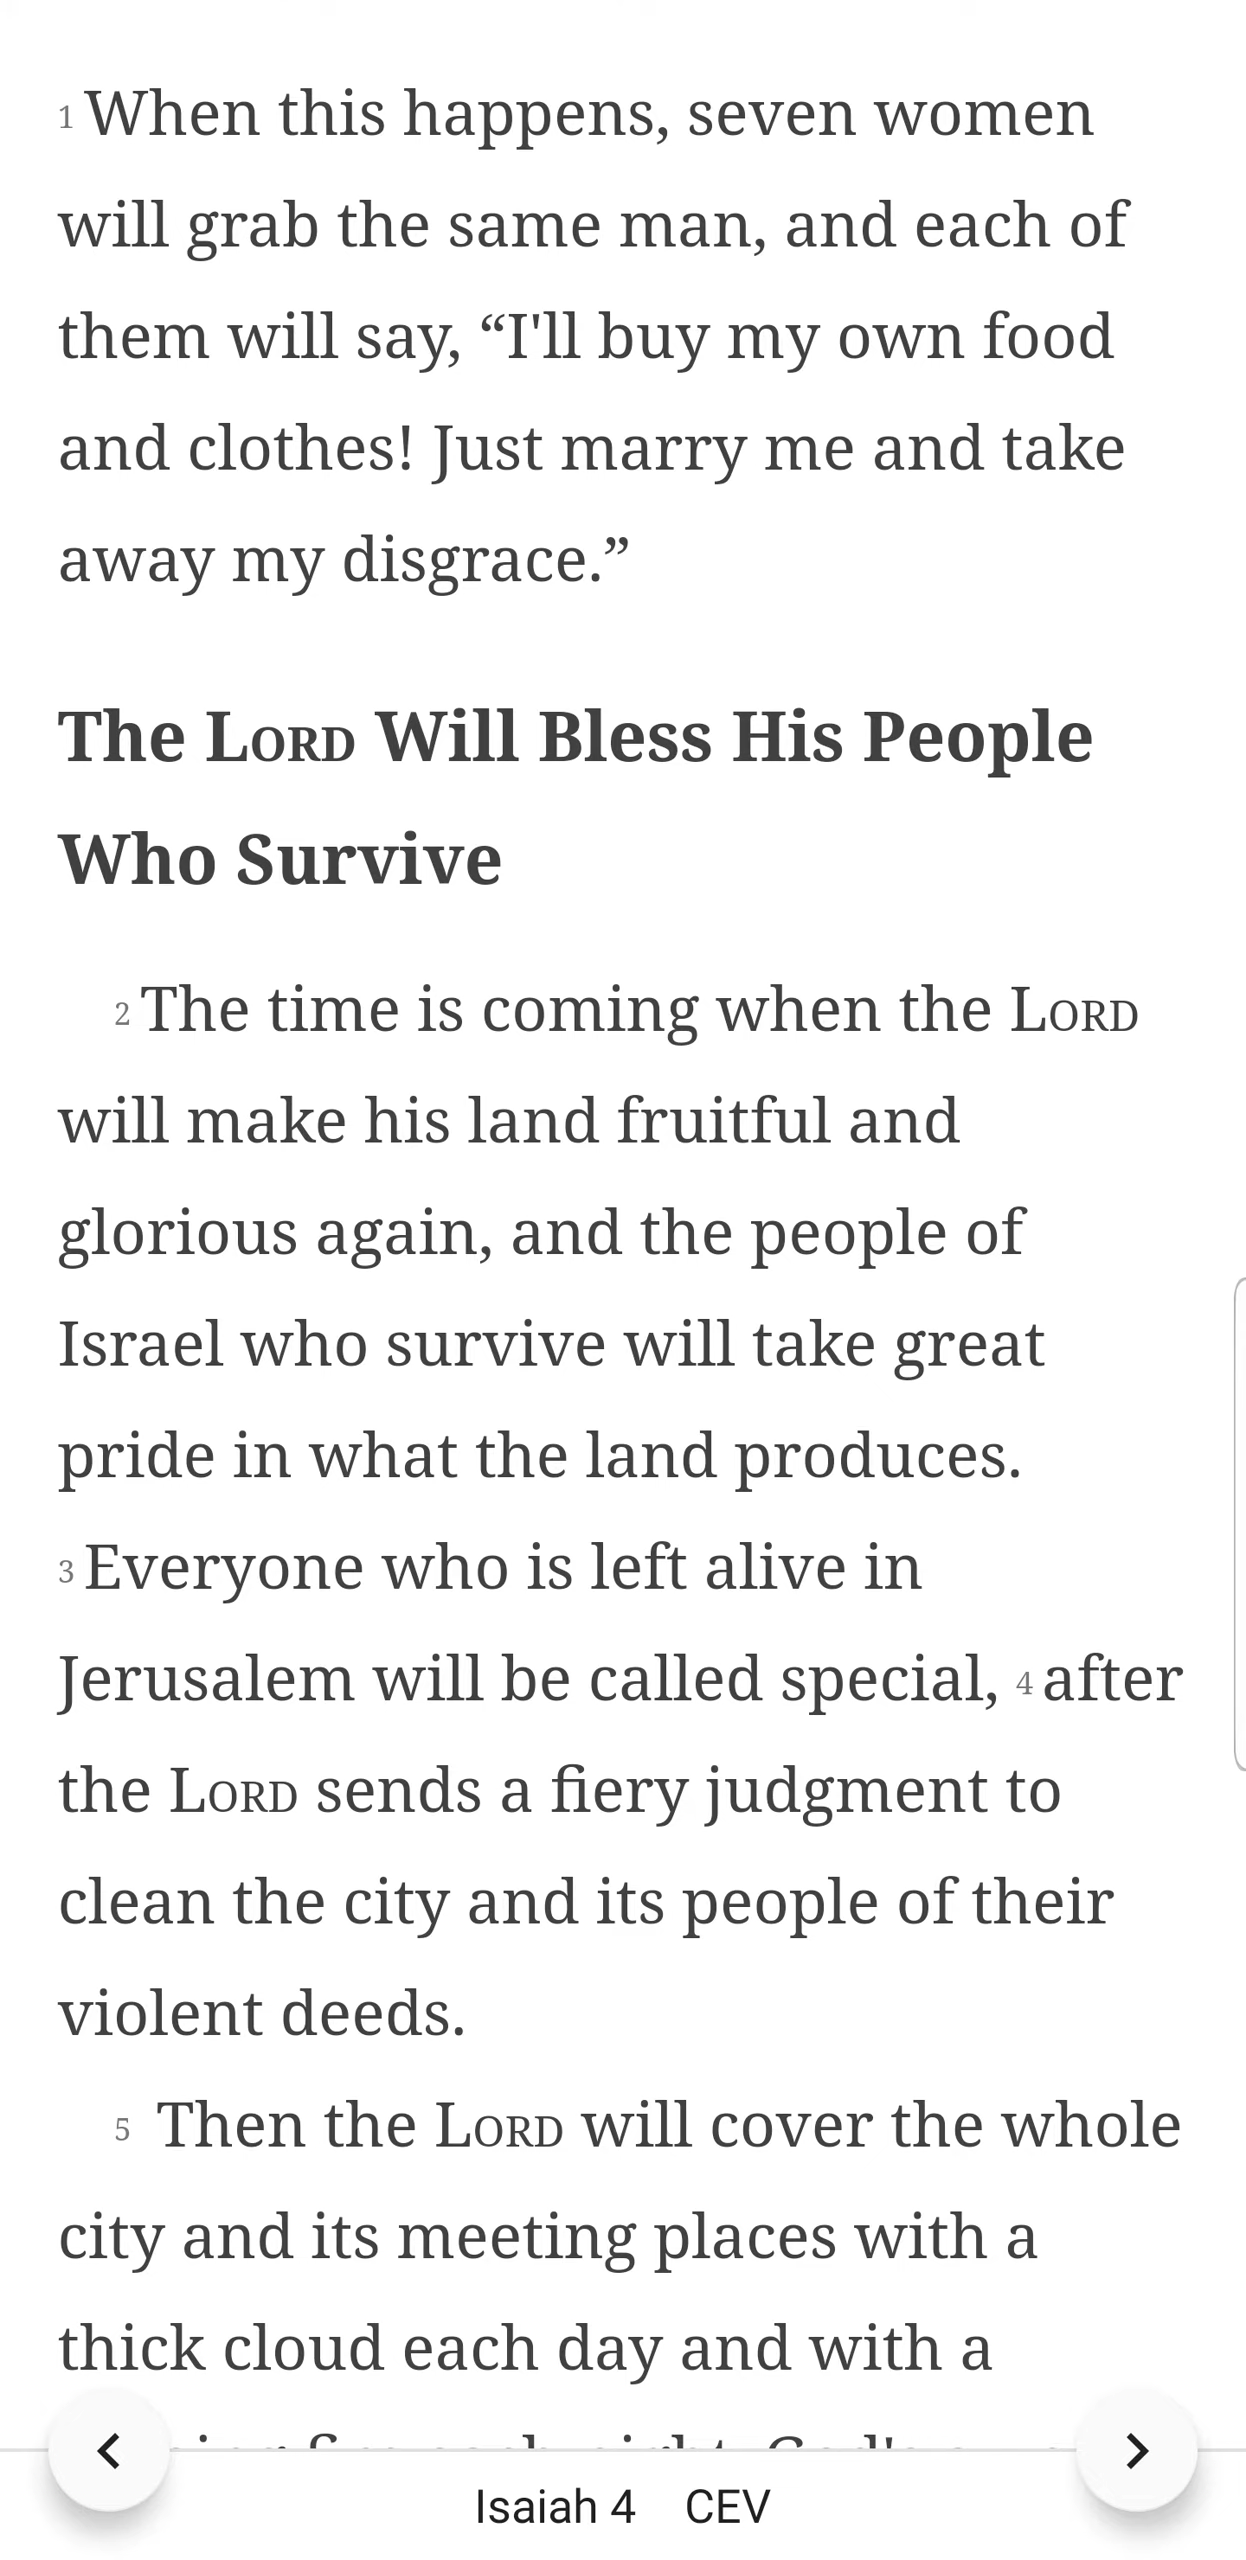 1 When this happens, seven women
will grab the same man, and each of
them will say, “I'll buy my own food
and clothes! Just marry me and take
away my disgrace.”
The LORD Will Bless His People
Who Survive
2 The time is coming when the LORD
will make his land fruitful and
glorious again, and the people of
Israel who survive will take great
pride in what the land produces.
3 Everyone who is left alive in
Jerusalem will be called special, 4 after
the LORD sends a fiery judgment to
clean the city and its people of their
violent deeds.
5 Then the LORD will cover the whole
city and its meeting places with a
thick cloud each day and with a
Isaiah 4 CEV